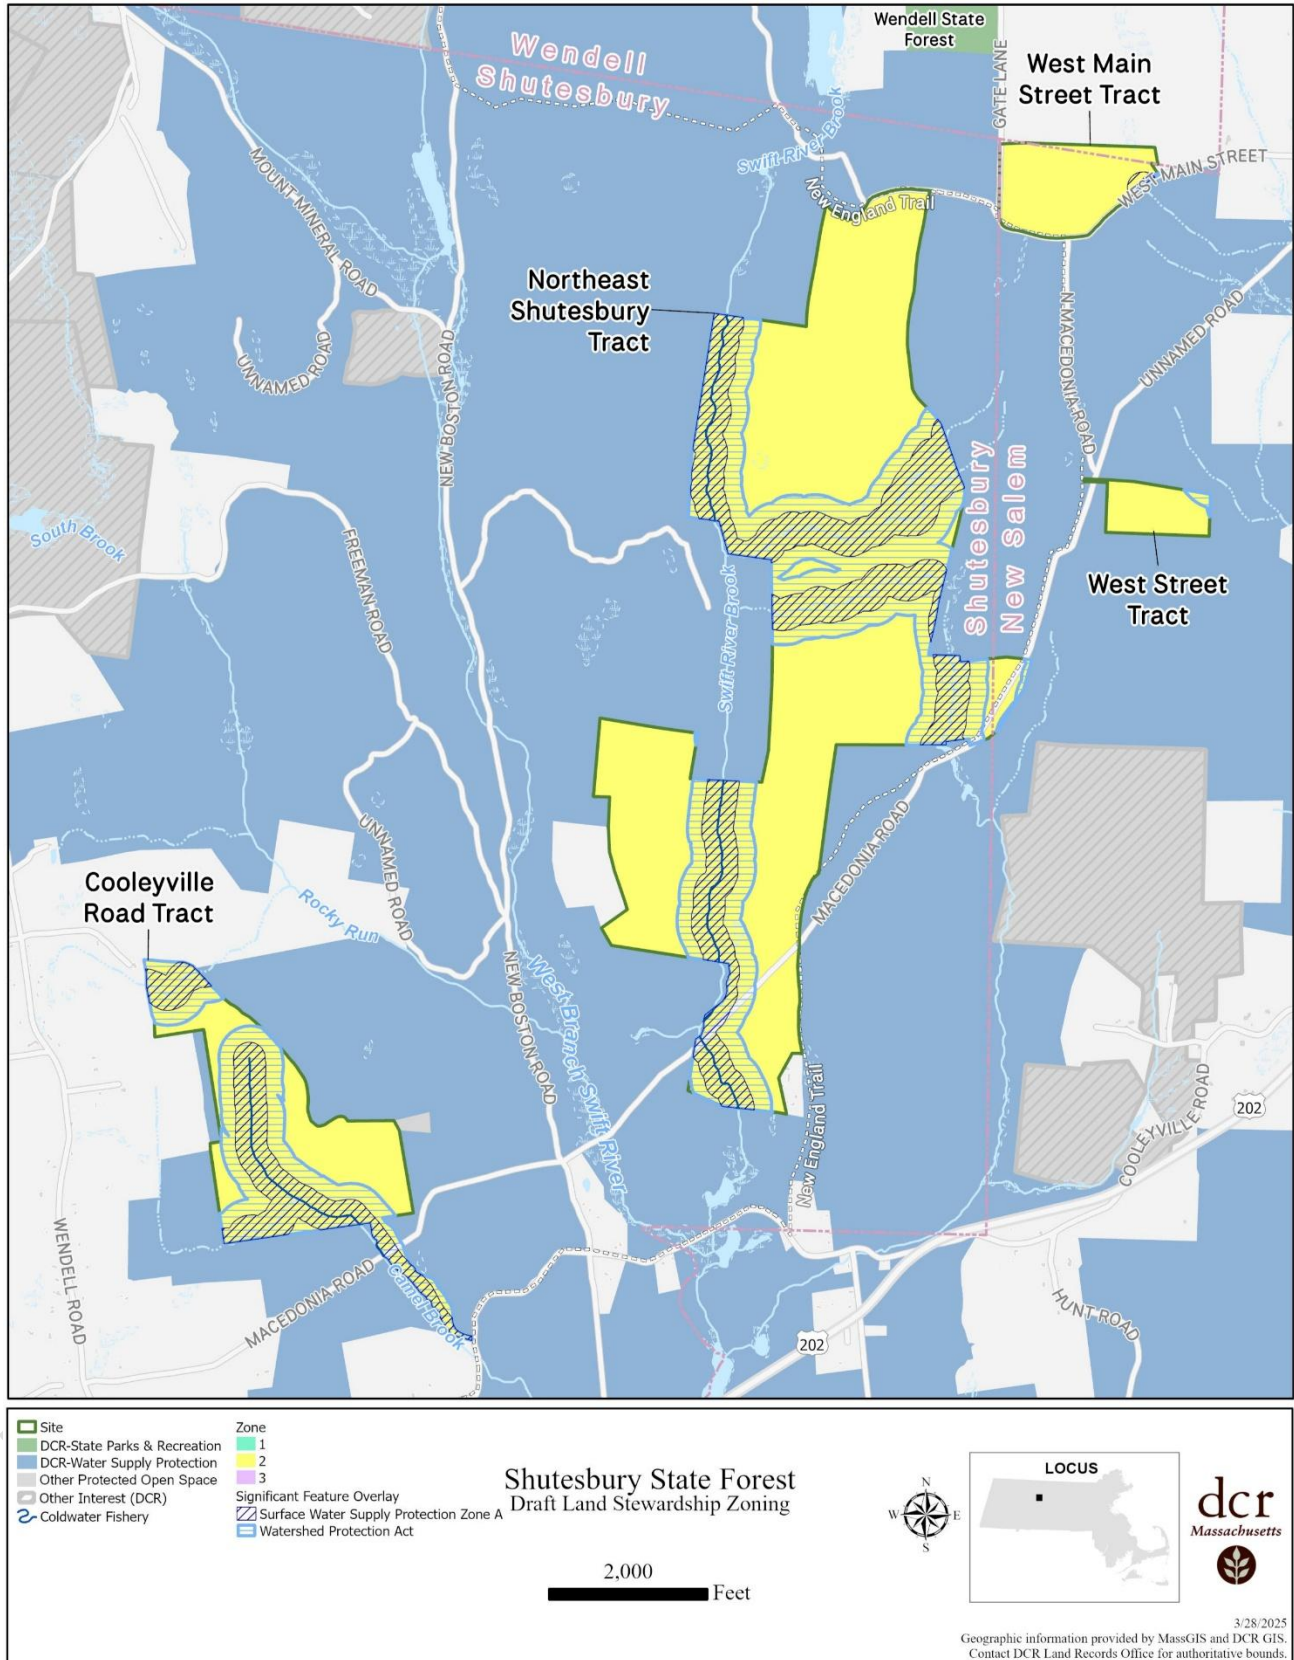 Wendell State
Forest
Wendell
Shutesbury
GATE LANE
West Main
Street Tract
Swift River Brook
WEST MAIN STREET
MOUNT MINERAL ROAD
New England Trail
Northeast
Shutesbury
Tract
N MACEDONIA ROAD
UNNAMED ROAD
UNNAMED ROAD
NEW BOSTON ROAD
Shutesbury
New Salem
South Brook
FREEMAN ROAD
Swift River Brook
West Street
Tract
UNNAMED ROAD
MACEDONIA ROAD
Cooleyville
Road Tract
Rocky Run
NEW BOSTON ROAD
West Branch Swift River
New England Trail
COOLEYVILLE ROAD
202
WENDELL ROAD
MACEDONIA ROAD
Camel Brook
HUNT ROAD
202
Site
DCR-State Parks & Recreation
DCR-Water Supply Protection
Other Protected Open Space
Other Interest (DCR)
Coldwater Fishery
Zone
1
2
3
Significant Feature Overlay
Surface Water Supply Protection Zone A
Watershed Protection Act
Shutesbury State Forest
Draft Land Stewardship Zoning
2,000
Feet
N
W E
S
LOCUS
dcr
Massachusetts
3/28/2025
Geographic information provided by MassGIS and DCR GIS.
Contact DCR Land Records Office for authoritative bounds.